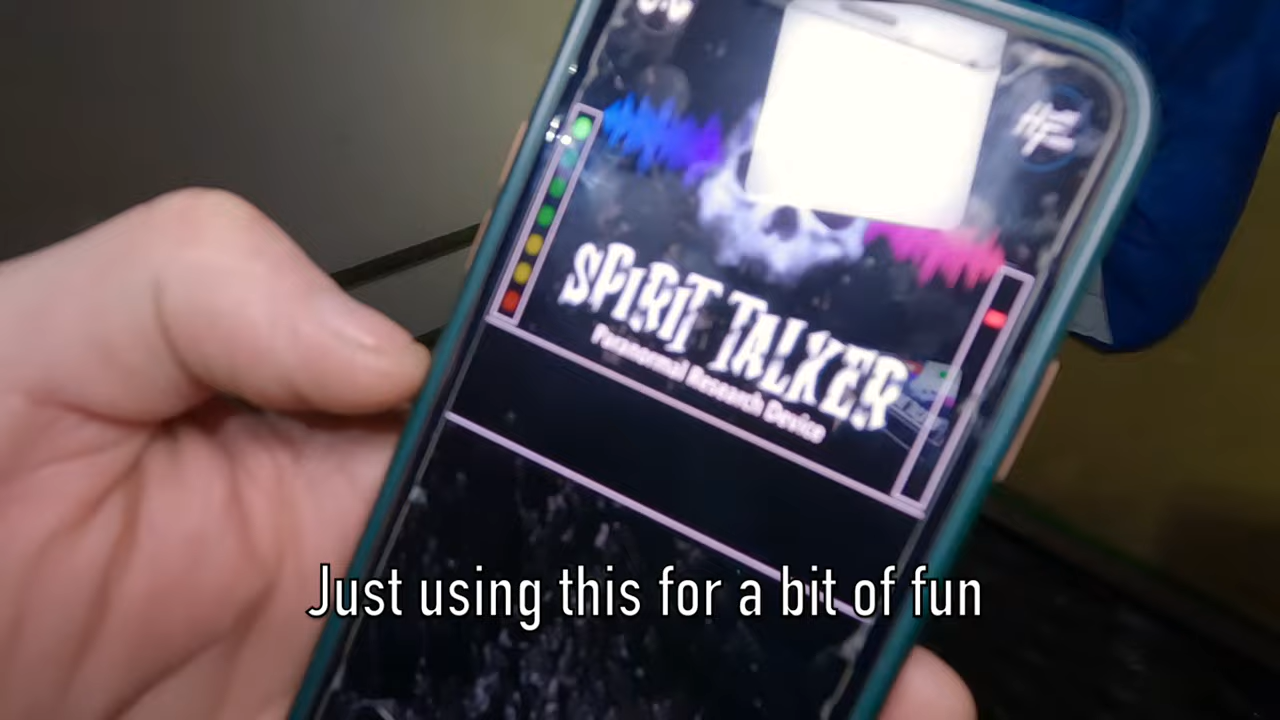 SPIRIT TALKER
Paranormal Research Device
Just using this for a bit of fun